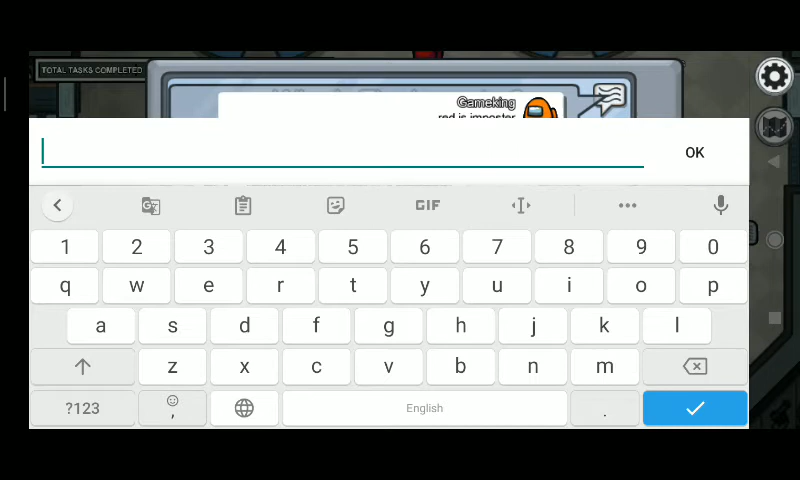 TOTAL TASKS COMPLETED
Gameking
red is imposter
OK
GIF
1 2 3 4 5 6 7 8 9 0
q w e r t y u i o p
a s d f g h j k l
z x c v b n m
?123 , English .